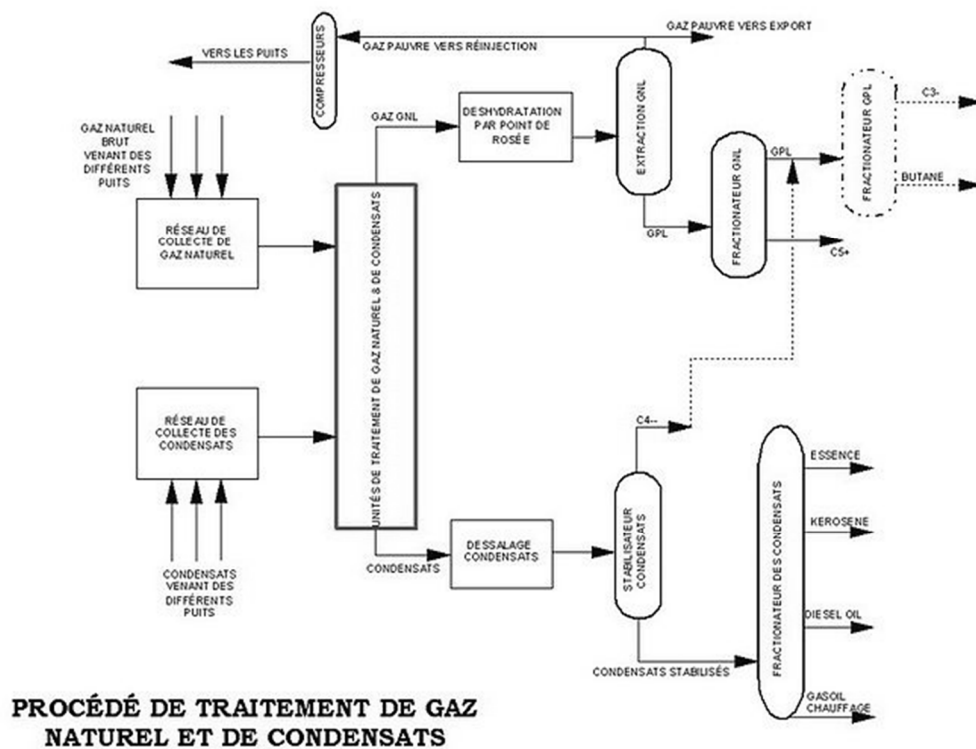 GAZ PAUVRE VERS EXPORT
GAZ PAUVRE VERS RÉINJECTION
VERS LES PUITS
COMPRESSEURS
GAZ NATUREL
BRUT
VENANT DES
DIFFÉRENTS
PUITS
GAZ GNL
DESHYDRATATION
PAR POINT DE
ROSÉE
EXTRACTION GNL
GPL
FRACTIONATEUR GNL
GPL
FRACTIONATEUR GPL
C3-
BUTANE
C5+
RÉSEAU DE
COLLECTE DE
GAZ NATUREL
UNITÉS DE TRAITEMENT DE GAZ NATUREL & DE CONDENSATS
RÉSEAU DE
COLLECTE DES
CONDENSATS
CONDENSATS
VENANT DES
DIFFÉRENTS
PUITS
CONDENSATS
DESSALAGE
CONDENSATS
C4--
STABILISATEUR
CONDENSATS
CONDENSATS STABILISÉS
FRACTIONATEUR DES CONDENSATS
ESSENCE
KEROSENE
DIESEL OIL
GASOIL
CHAUFFAGE
PROCÉDÉ DE TRAITEMENT DE GAZ
NATUREL ET DE CONDENSATS